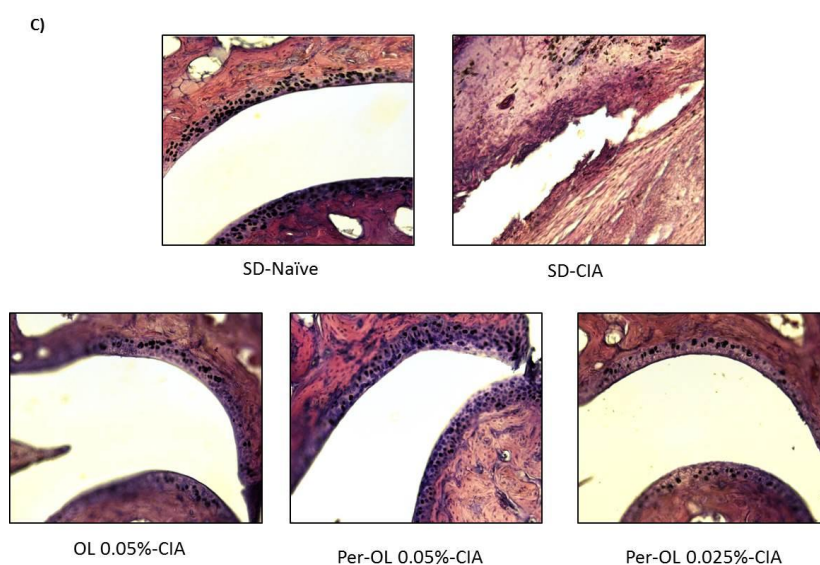 C)
SD-Naïve
SD-CIA
OL 0.05%-CIA
Per-OL 0.05%-CIA
Per-OL 0.025%-CIA